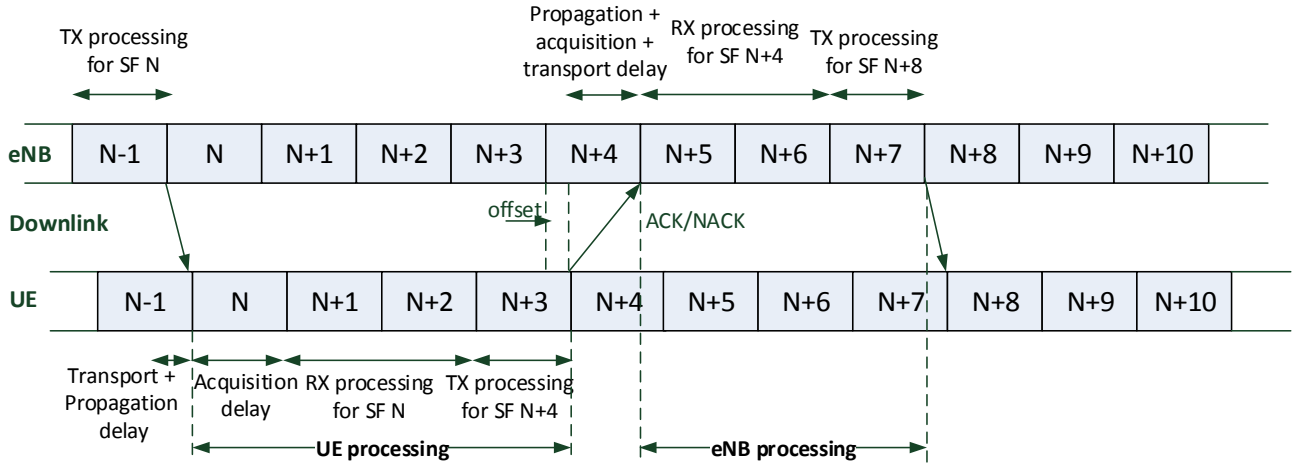 TX processing
for SF N
Propagation +
acquisition +
transport delay
RX processing
for SF N+4
TX processing
for SF N+8
eNB
N-1
N
N+1
N+2
N+3
N+4
N+5
N+6
N+7
N+8
N+9
N+10
offset
ACK/NACK
Downlink
UE
N-1
N
N+1
N+2
N+3
N+4
N+5
N+6
N+7
N+8
N+9
N+10
Transport +
Propagation
delay
Acquisition
delay
RX processing
for SF N
TX processing
for SF N+4
UE processing
eNB processing